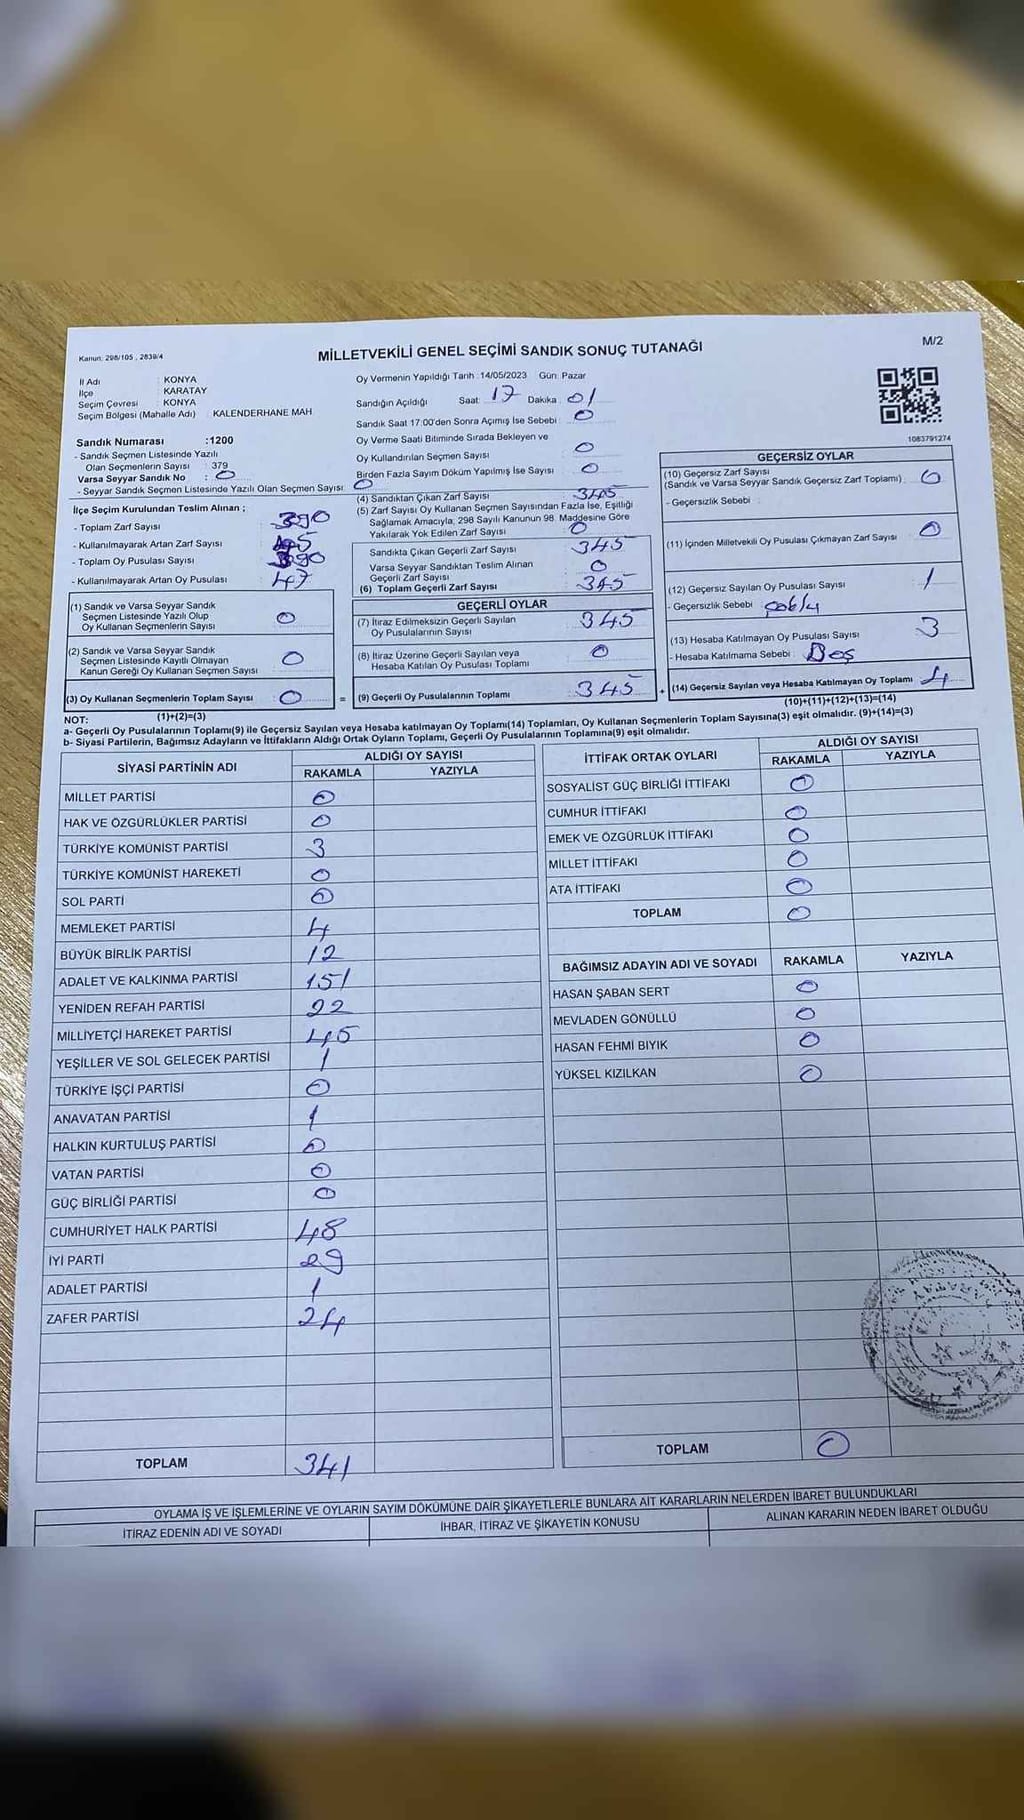 Kanun: 298/105 , 2839/4
MİLLETVEKİLİ GENEL SEÇİMİ SANDIK SONUÇ TUTANAĞI
M/2
İl Adı : KONYA
İlçe KARATAY
Seçim Çevresi : KONYA
Seçim Bölgesi (Mahalle Adı) : KALENDERHANE MAH
Sandık Numarası :1200
- Sandık Seçmen Listesinde Yazılı
Olan Seçmenlerin Sayısı : 379
Varsa Seyyar Sandık No : 0
- Seyyar Sandık Seçmen Listesinde Yazılı Olan Seçmen Sayısı: 0
İlçe Seçim Kurulundan Teslim Alınan ;
- Toplam Zarf Sayısı 390
- Kullanılmayarak Artan Zarf Sayısı
- Toplam Oy Pusulası Sayısı
- Kullanılmayarak Artan Oy Pusulası : 47
Oy Vermenin Yapıldığı Tarih :14/05/2023 Gün: Pazar
Sandığın Açıldığı Saat: 17 Dakika : 01
Sandık Saat 17:00'den Sonra Açımış İse Sebebi : 0
Oy Verme Saati Bitiminde Sırada Bekleyen ve
Oy Kullandırılan Seçmen Sayısı 0
Birden Fazla Sayım Döküm Yapılmış İse Sayısı : 0
(4) Sandıktan Çıkan Zarf Sayısı 345
(5) Zarf Sayısı Oy Kullanan Seçmen Sayısından Fazla İse, Eşitliği
Sağlamak Amacıyla, 298 Sayılı Kanunun 98. Maddesine Göre
Yakılarak Yok Edilen Zarf Sayısı : 0
Sandıkta Çıkan Geçerli Zarf Sayısı 345
Varsa Seyyar Sandıktan Teslim Alınan
Geçerli Zarf Sayısı 0
(6) Toplam Geçerli Zarf Sayısı : 345
1083791274
GEÇERSİZ OYLAR
(10) Geçersiz Zarf Sayısı
(Sandık ve Varsa Seyyar Sandık Geçersiz Zarf Toplamı) : 0
- Geçersizlik Sebebi :
(11) İçinden Milletvekili Oy Pusulası Çıkmayan Zarf Sayısı : 0
(12) Geçersiz Sayılan Oy Pusulası Sayısı 1
- Geçersizlik Sebebi :
(13) Hesaba Katılmayan Oy Pusulası Sayısı 3
- Hesaba Katılmama Sebebi : Boş
(14) Geçersiz Sayılan veya Hesaba Katılmayan Oy Toplamı : 4
(10)+(11)+(12)+(13)=(14)
(1) Sandık ve Varsa Seyyar Sandık
Seçmen Listesinde Yazılı Olup
Oy Kullanan Seçmenlerin Sayısı : 0
(2) Sandık ve Varsa Seyyar Sandık
Seçmen Listesinde Kayıtlı Olmayan
Kanun Gereği Oy Kullanan Seçmen Sayısı : 0
(3) Oy Kullanan Seçmenlerin Toplam Sayısı : 0
(1)+(2)=(3)
GEÇERLİ OYLAR
(7) İtiraz Edilmeksizin Geçerli Sayılan
Oy Pusulalarının Sayısı : 345
(8) İtiraz Üzerine Geçerli Sayılan veya
Hesaba Katılan Oy Pusulası Toplamı : 0
= (9) Geçerli Oy Pusulalarının Toplamı : 345 +
NOT:
a- Geçerli Oy Pusulalarının Toplamı(9) ile Geçersiz Sayılan veya Hesaba katılmayan Oy Toplamı(14) Toplamları, Oy Kullanan Seçmenlerin Toplam Sayısına(3) eşit olmalıdır. (9)+(14)=(3)
b- Siyasi Partilerin, Bağımsız Adayların ve İttifakların Aldığı Ortak Oyların Toplamı, Geçerli Oy Pusulalarının Toplamına(9) eşit olmalıdır.
SİYASİ PARTİNİN ADI ALDIĞI OY SAYISI
RAKAMLA YAZIYLA
MİLLET PARTİSİ 0
HAK VE ÖZGÜRLÜKLER PARTİSİ 0
TÜRKİYE KOMÜNİST PARTİSİ 3
TÜRKİYE KOMÜNİST HAREKETİ 0
SOL PARTİ 0
MEMLEKET PARTİSİ 4
BÜYÜK BİRLİK PARTİSİ 12
ADALET VE KALKINMA PARTİSİ 151
YENİDEN REFAH PARTİSİ 22
MİLLİYETÇİ HAREKET PARTİSİ 45
YEŞİLLER VE SOL GELECEK PARTİSİ 1
TÜRKİYE İŞÇİ PARTİSİ 0
ANAVATAN PARTİSİ 1
HALKIN KURTULUŞ PARTİSİ 0
VATAN PARTİSİ 0
GÜÇ BİRLİĞİ PARTİSİ 0
CUMHURİYET HALK PARTİSİ 48
İYİ PARTİ 29
ADALET PARTİSİ 1
ZAFER PARTİSİ 24
TOPLAM 341
İTTİFAK ORTAK OYLARI ALDIĞI OY SAYISI
RAKAMLA YAZIYLA
SOSYALİST GÜÇ BİRLİĞİ İTTİFAKI 0
CUMHUR İTTİFAKI 0
EMEK VE ÖZGÜRLÜK İTTİFAKI 0
MİLLET İTTİFAKI 0
ATA İTTİFAKI 0
TOPLAM 0
BAĞIMSIZ ADAYIN ADI VE SOYADI RAKAMLA YAZIYLA
HASAN ŞABAN SERT 0
MEVLADEN GÖNÜLLÜ 0
HASAN FEHMİ BIYIK 0
YÜKSEL KIZILKAN 0
TOPLAM 0
OYLAMA İŞ VE İŞLEMLERİNE VE OYLARIN SAYIM DÖKÜMÜNE DAİR ŞİKAYETLERLE BUNLARA AİT KARARLARIN NELERDEN İBARET BULUNDUKLARI
İTİRAZ EDENİN ADI VE SOYADI İHBAR, İTİRAZ VE ŞİKAYETİN KONUSU ALINAN KARARIN NEDEN İBARET OLDUĞU